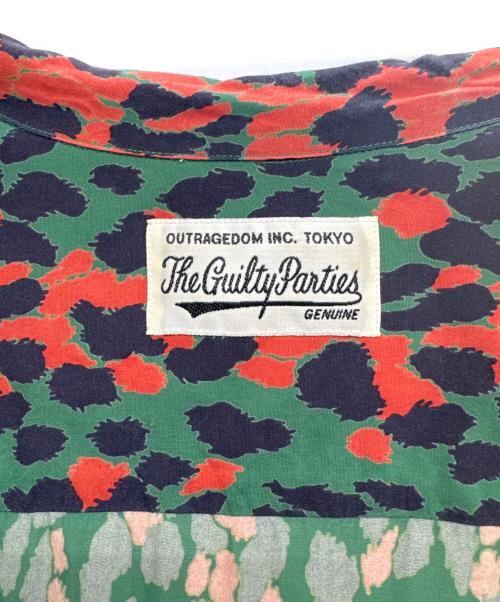 OUTRAGEDOM INC. TOKYO
The Guilty Parties
GENUINE